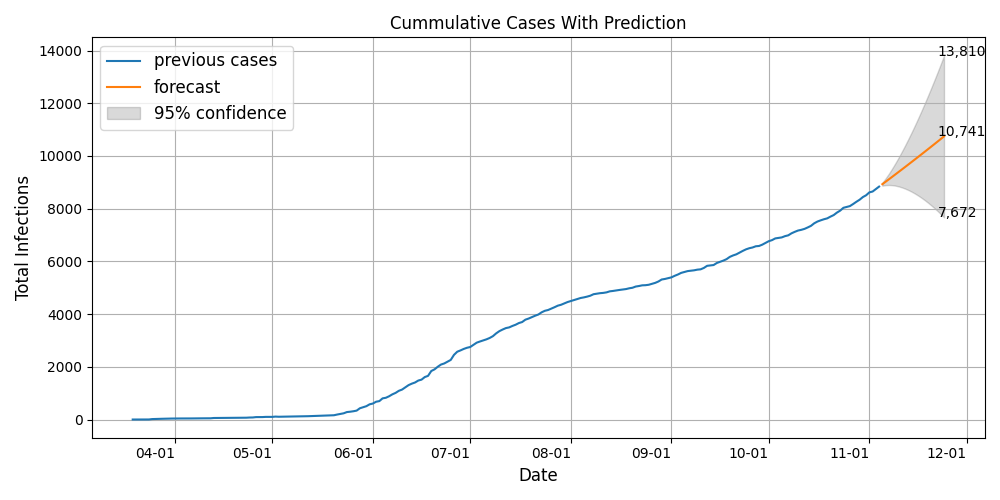 Cummulative Cases With Prediction
previous cases
forecast
95% confidence
14000
12000
10000
8000
6000
4000
2000
0
Total Infections
13,810
10,741
7,672
04-01 05-01 06-01 07-01 08-01 09-01 10-01 11-01 12-01
Date